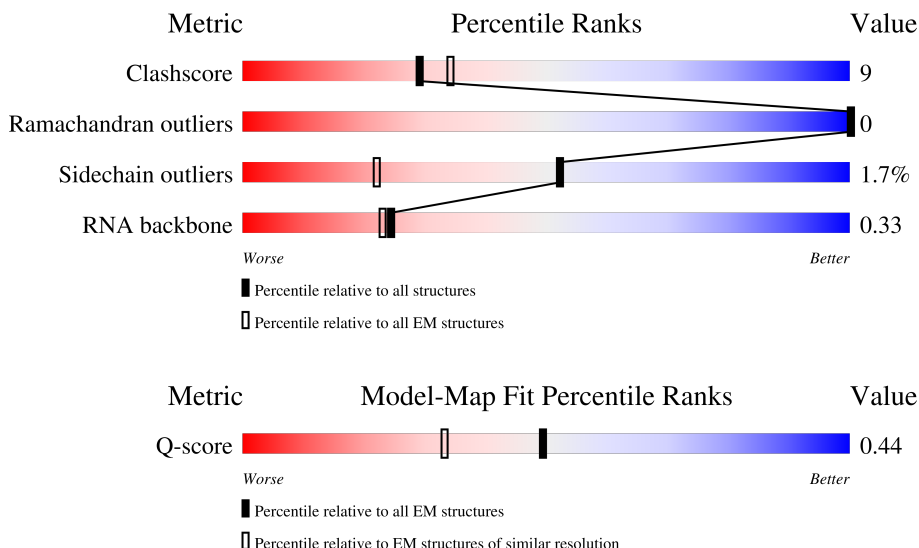 Metric Percentile Ranks Value
Clashscore 9
Ramachandran outliers 0
Sidechain outliers 1.7%
RNA backbone 0.33
Worse Better
Percentile relative to all structures
Percentile relative to all EM structures
Metric Model-Map Fit Percentile Ranks Value
Q-score 0.44
Worse Better
Percentile relative to all EM structures
Percentile relative to EM structures of similar resolution